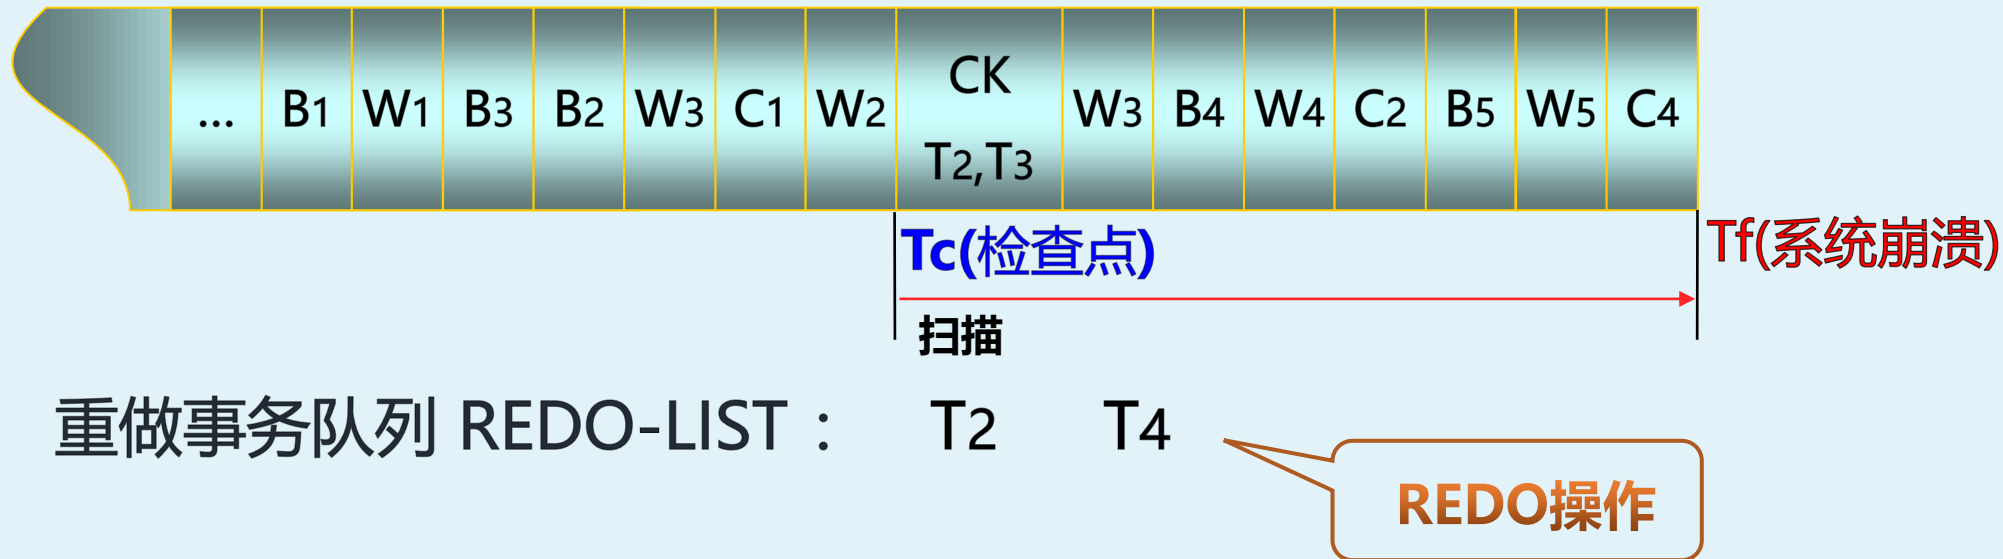 ... B1 W1 B3 B2 W3 C1 W2 CK T2,T3 W3 B4 W4 C2 B5 W5 C4
Tc(检查点)
Tf(系统崩溃)
扫描
重做事务队列 REDO-LIST： T2 T4
REDO操作